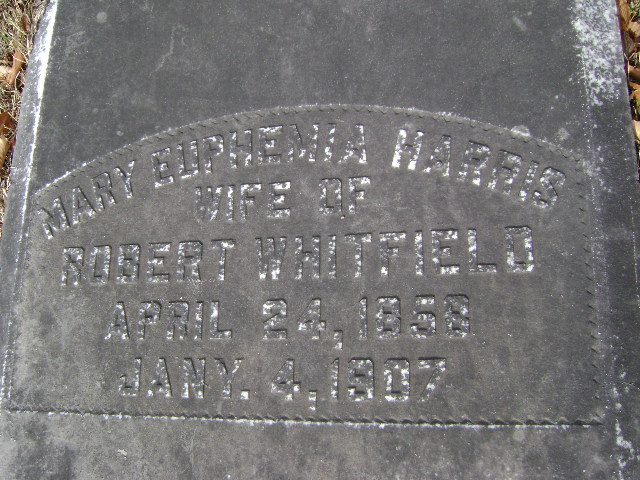 MARY EUPHEMIA HARRIS
WIFE OF
ROBERT WHITFIELD
APRIL 24, 1858
JANY. 4, 1907